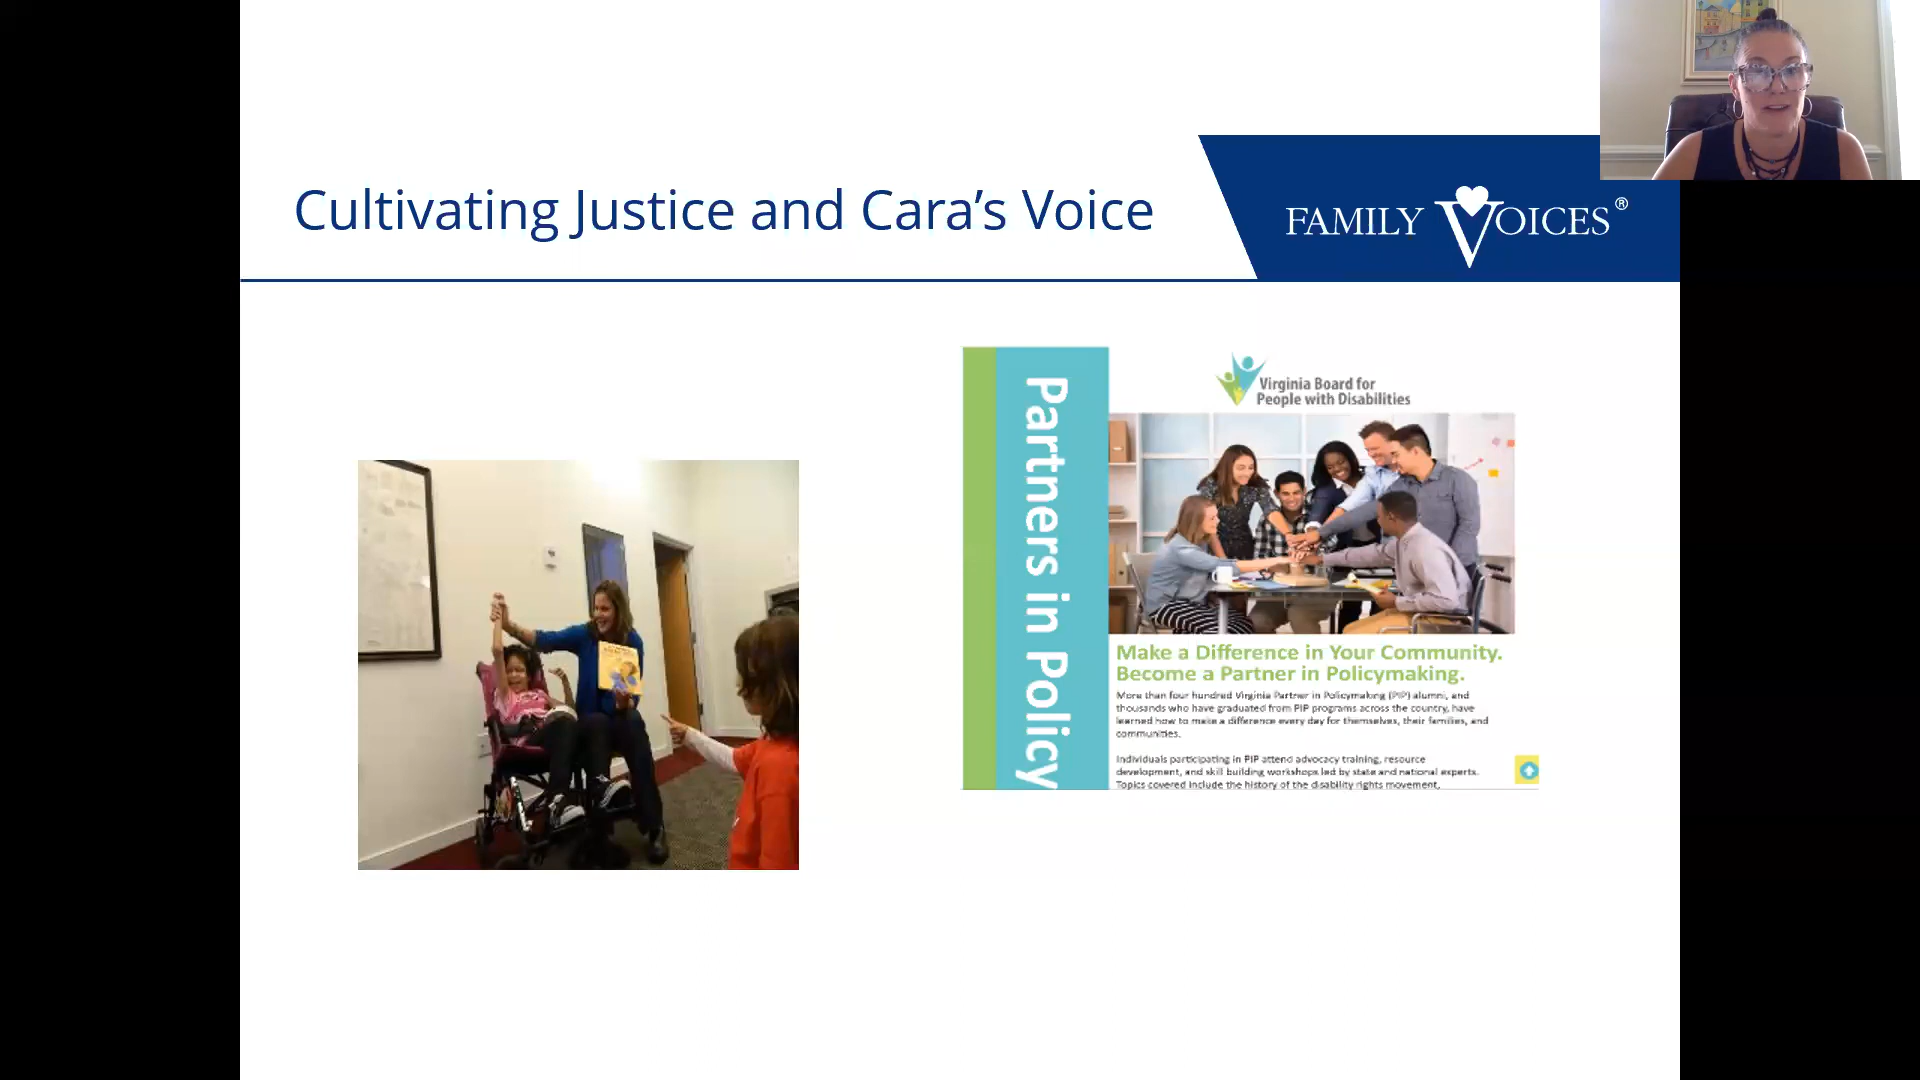 Cultivating Justice and Cara's Voice
FAMILY VOICES®
Partners in Policy
Virginia Board for
People with Disabilities
Make a Difference in Your Community.
Become a Partner in Policymaking.
More than four hundred Virginia Partner in Policymaking (PIP) alumni, and
thousands who have graduated from PIP programs across the country, have
learned how to make a difference every day for themselves, their families, and
communities.
Individuals participating in PIP attend advocacy training, resource
development, and skill building workshops led by state and national experts.
Topics covered include the history of the disability rights movement,